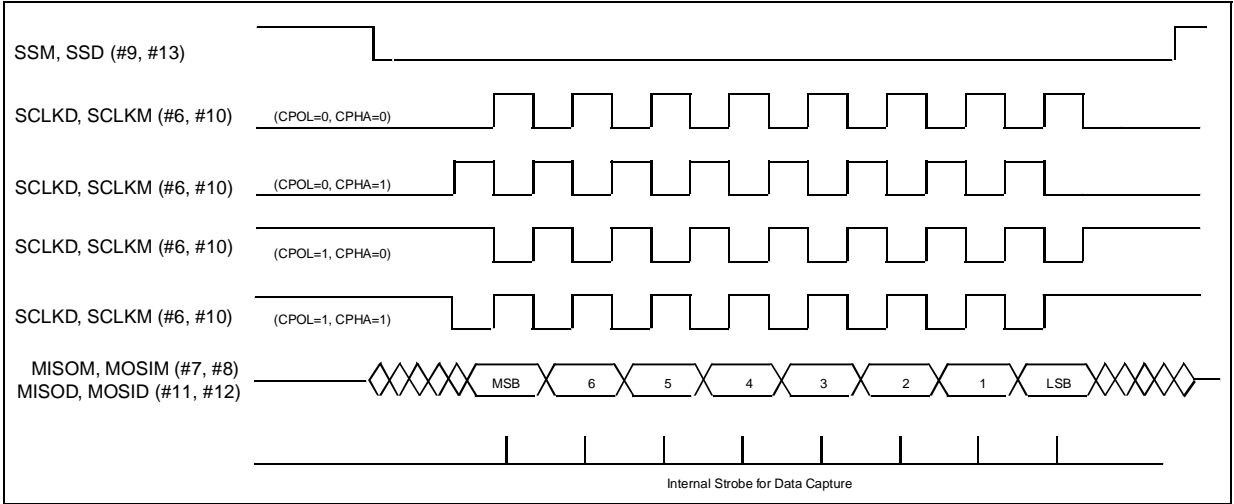 SSM, SSD (#9, #13)
SCLKD, SCLKM (#6, #10) (CPOL=0, CPHA=0)
SCLKD, SCLKM (#6, #10) (CPOL=0, CPHA=1)
SCLKD, SCLKM (#6, #10) (CPOL=1, CPHA=0)
SCLKD, SCLKM (#6, #10) (CPOL=1, CPHA=1)
MISOM, MOSIM (#7, #8)
MISOD, MOSID (#11, #12)
MSB 6 5 4 3 2 1 LSB
Internal Strobe for Data Capture